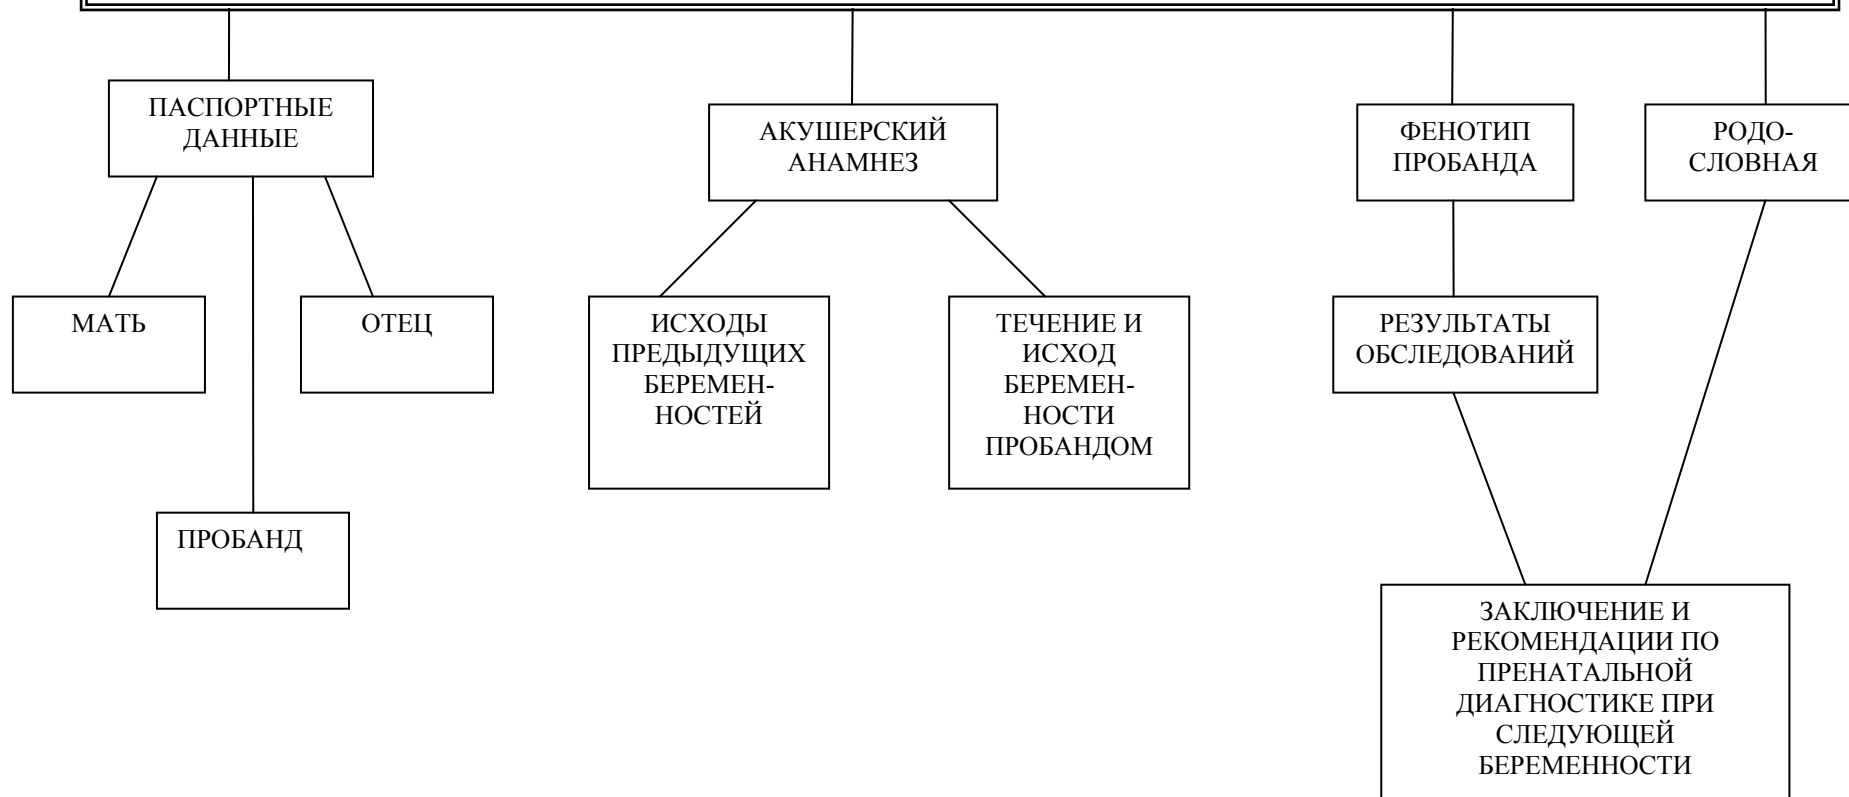 ПАСПОРТНЫЕ
ДАННЫЕ
АКУШЕРСКИЙ
АНАМНЕЗ
ФЕНОТИП
ПРОБАНДА
РОДО-
СЛОВНАЯ
МАТЬ
ОТЕЦ
ИСХОДЫ
ПРЕДЫДУЩИХ
БЕРЕМЕН-
НОСТЕЙ
ТЕЧЕНИЕ И
ИСХОД
БЕРЕМЕН-
НОСТИ
ПРОБАНДОМ
РЕЗУЛЬТАТЫ
ОБСЛЕДОВАНИЙ
ПРОБАНД
ЗАКЛЮЧЕНИЕ И
РЕКОМЕНДАЦИИ ПО
ПРЕНАТАЛЬНОЙ
ДИАГНОСТИКЕ ПРИ
СЛЕДУЮЩЕЙ
БЕРЕМЕННОСТИ